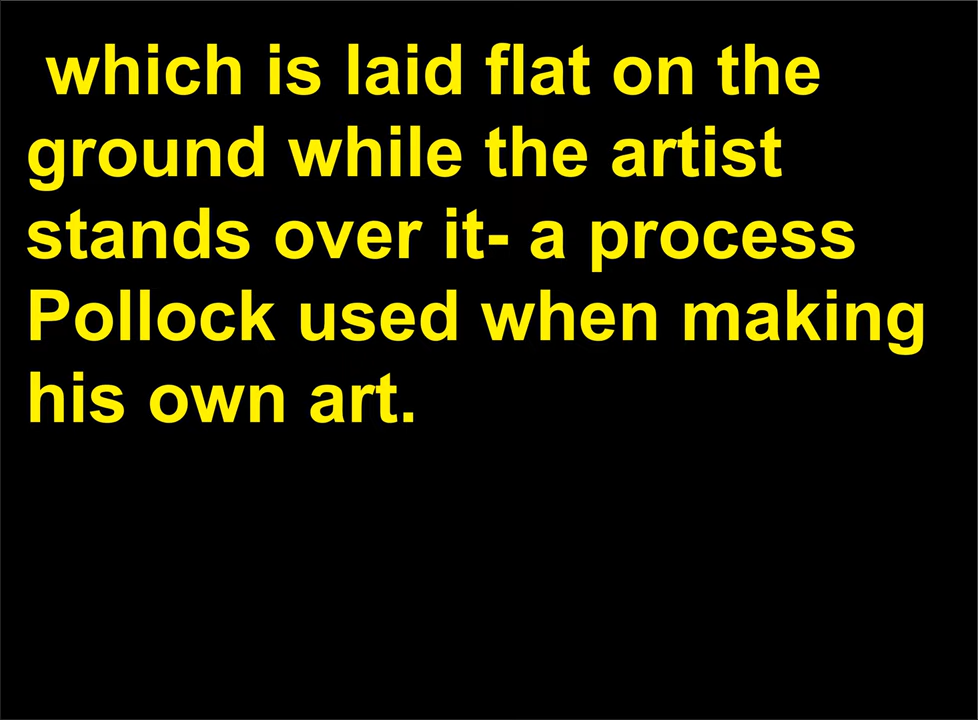 which is laid flat on the
ground while the artist
stands over it- a process
Pollock used when making
his own art.